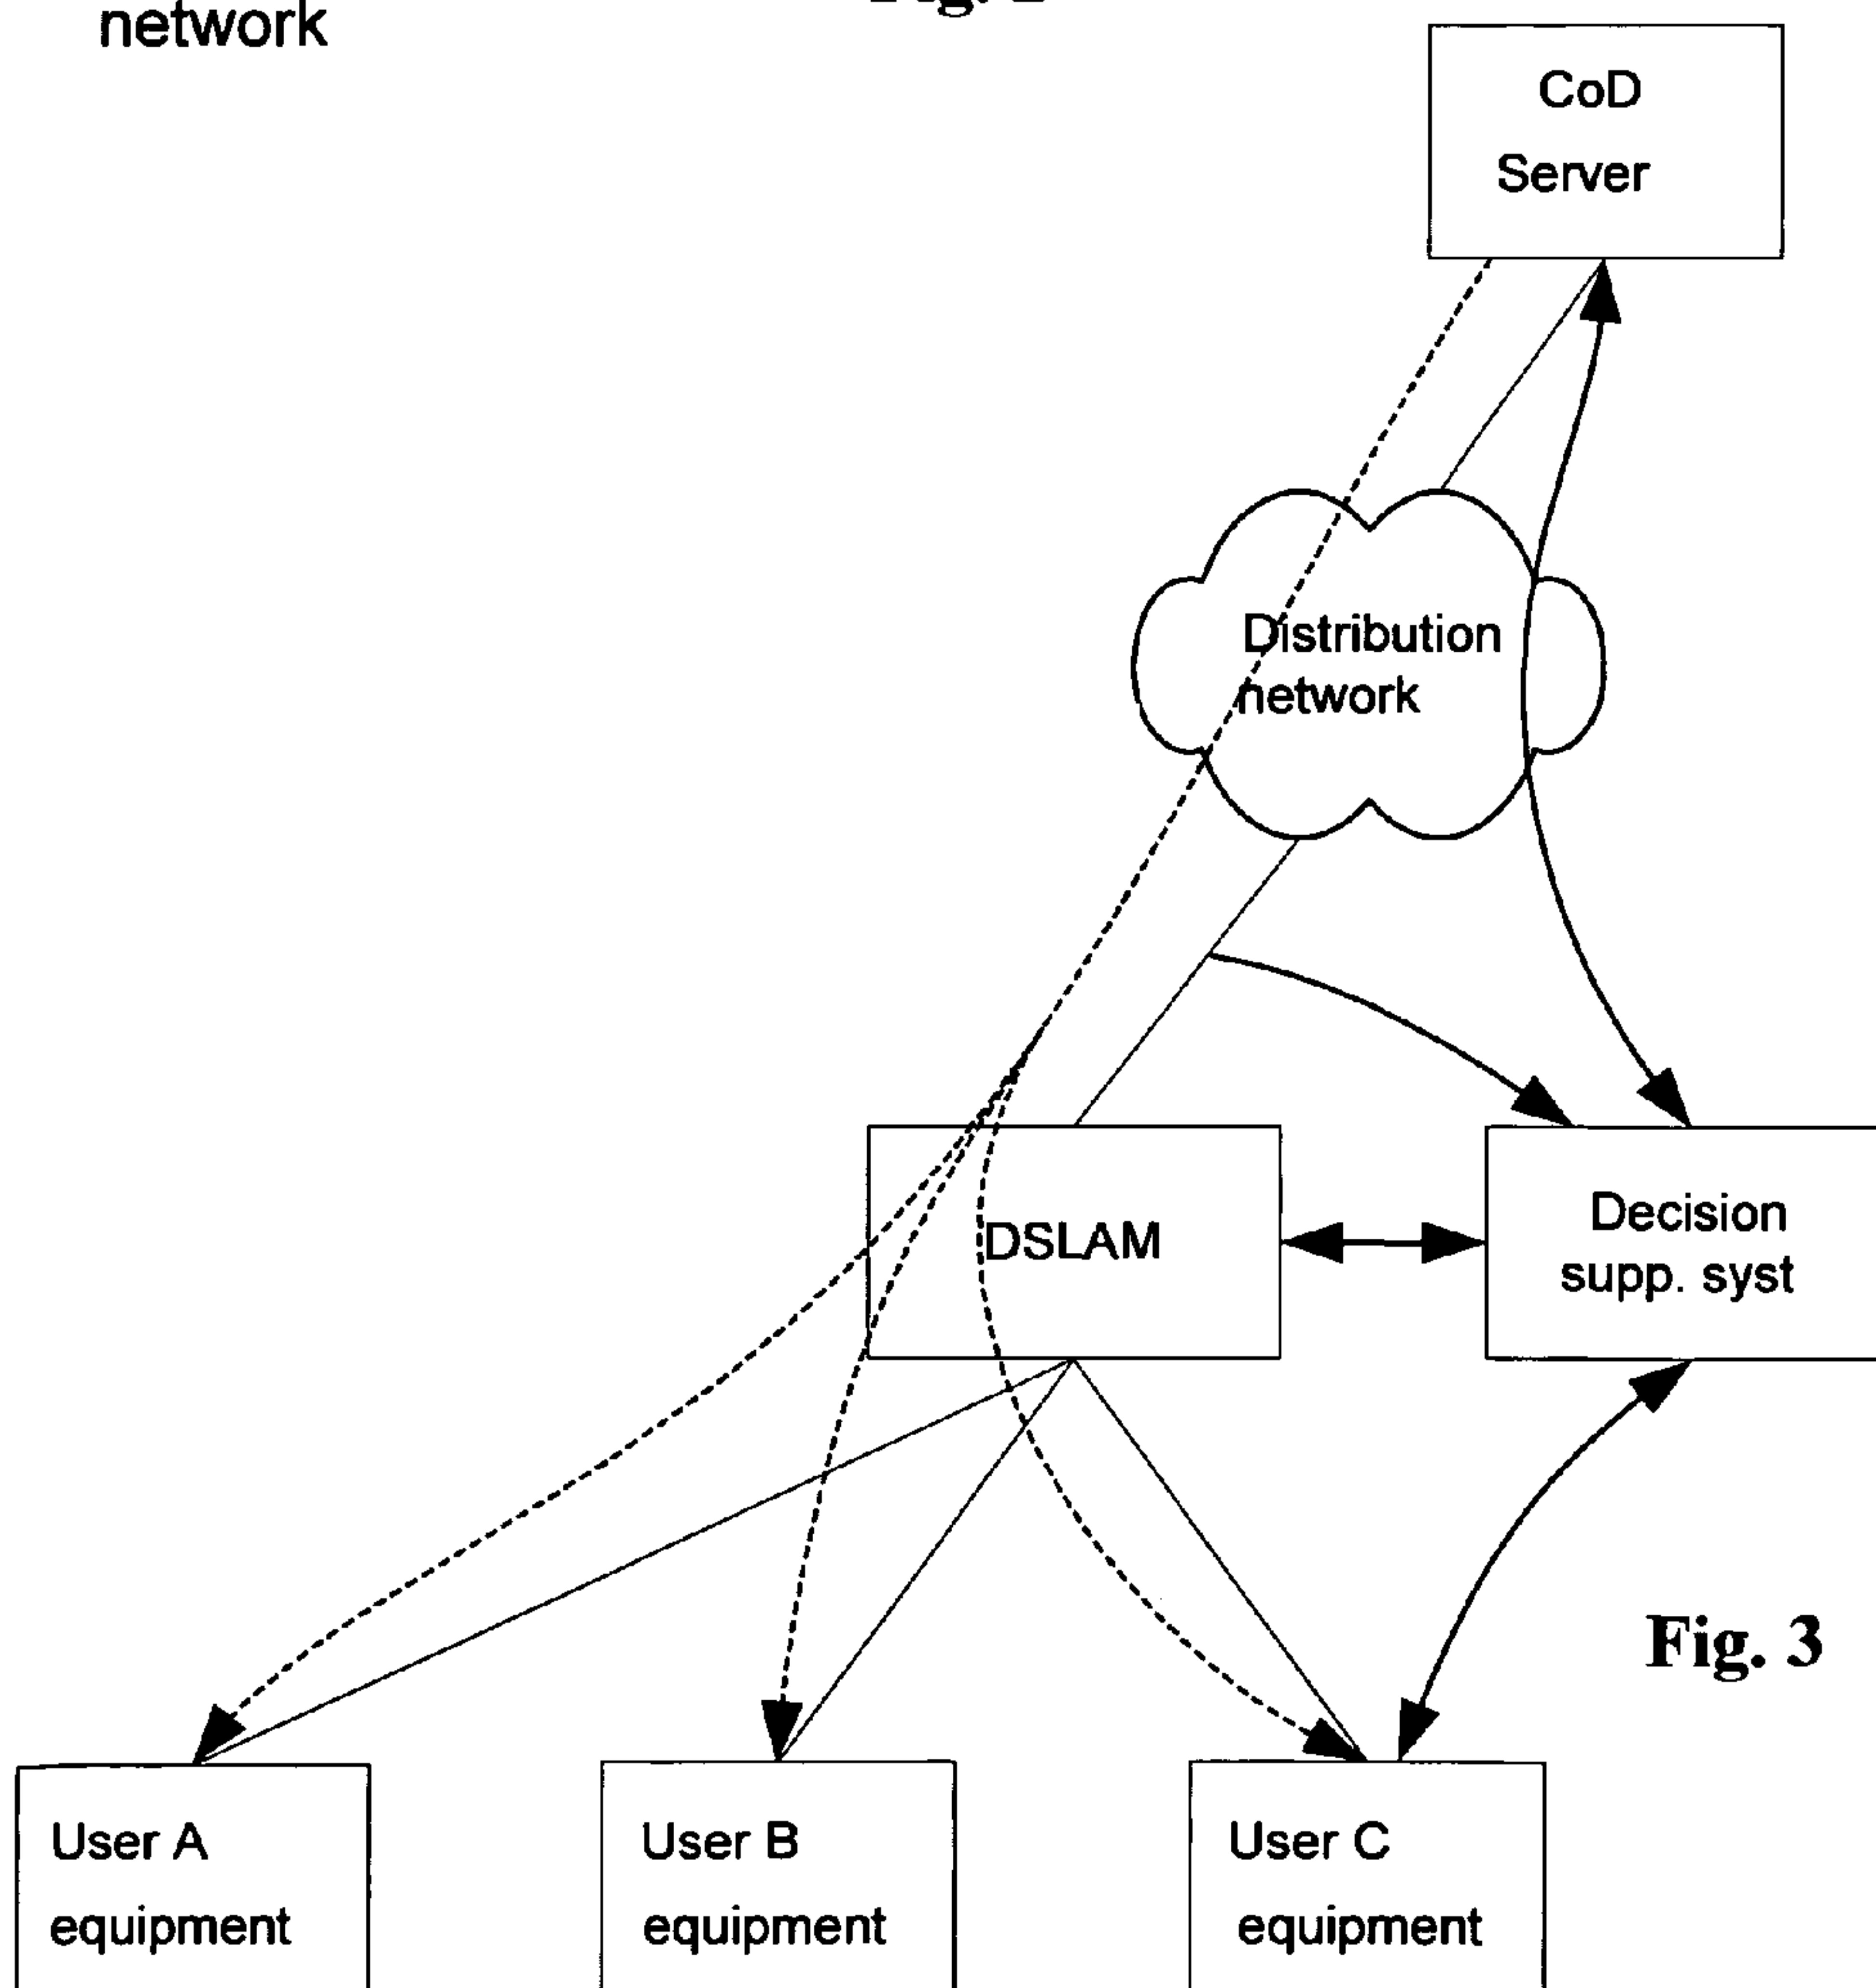 network
CoD
Server
Distribution
network
DSLAM
Decision
supp. syst
Fig. 3
User A
equipment
User B
equipment
User C
equipment